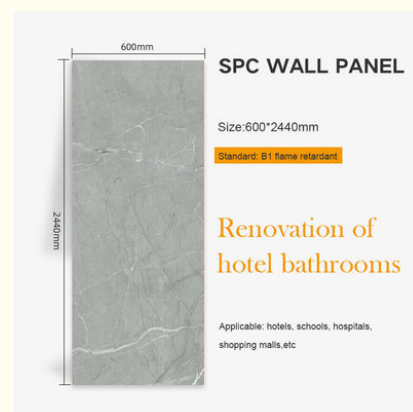 600mm
SPC WALL PANEL
Size:600*2440mm
Standard: B1 flame retardant
2440mm
Renovation of
hotel bathrooms
Applicable: hotels, schools, hospitals,
shopping malls,etc